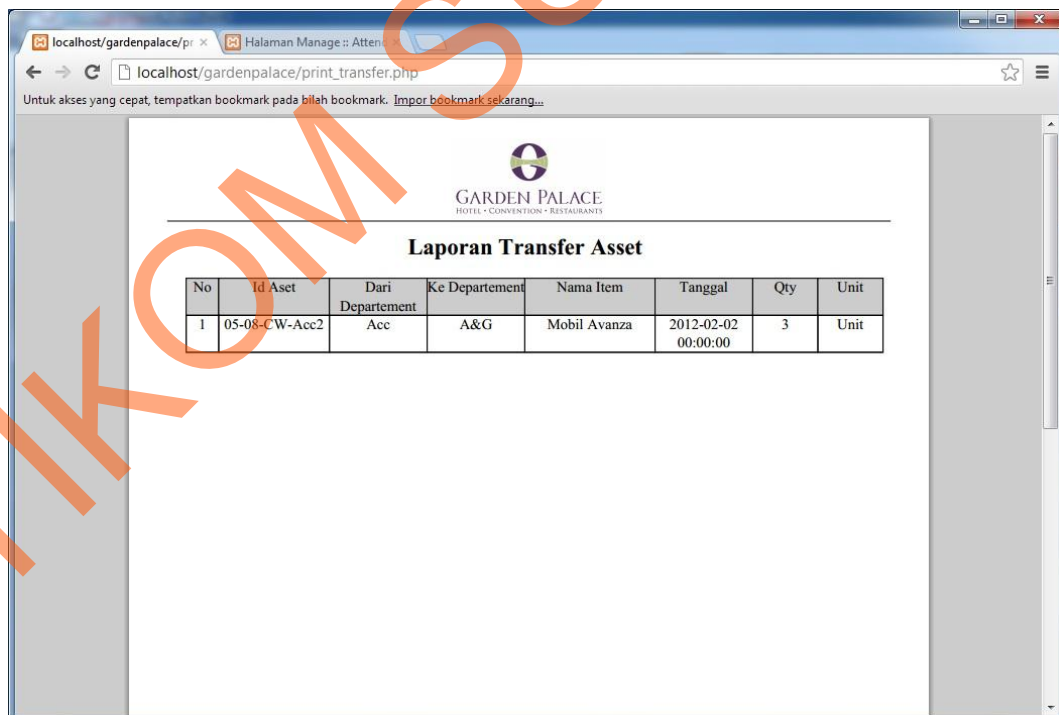 localhost/gardenpalace/pr
Halaman Manage :: Atten
localhost/gardenpalace/print_transfer.php
Untuk akses yang cepat, tempatkan bookmark pada bilah bookmark. Impor bookmark sekarang...
GARDEN PALACE
HOTEL • CONVENTION • RESTAURANTS
Laporan Transfer Asset
No Id Aset Dari Departement Ke Departement Nama Item Tanggal Qty Unit
1 05-08-CW-Acc2 Acc A&G Mobil Avanza 2012-02-02 00:00:00 3 Unit
IKOM S